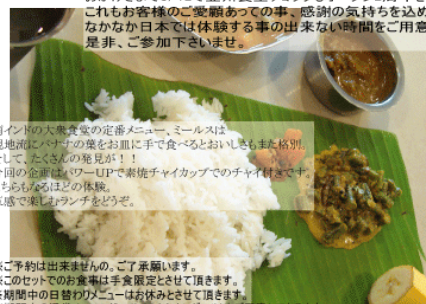 これもお客様のご愛顧あっての事、感謝の気持ちを込め
なかなか日本では体験する事の出来ない時間をご用意
是非、ご参加下さいませ。
インドの大衆食堂の定番メニュー、ミールスは
地流にバナナの葉をお皿に手で食べるとおいしさもまた格別。
して、たくさんの発見が！！
回の企画はパワーUPで素焼チャイカップでのチャイ付きです。
ちらもなるほどの体験。
感で楽しむランチをどうぞ。
ご予約は出来ませんの。ご了承願います。
このセットでのお食事は手食限定とさせて頂きます。
期間中の日替わりメニューはお休みとさせて頂きます。